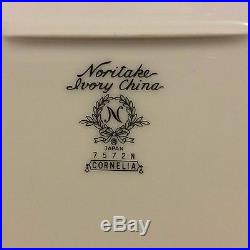 Noritake
Ivory China
N
®
JAPAN
7572N
CORNELIA